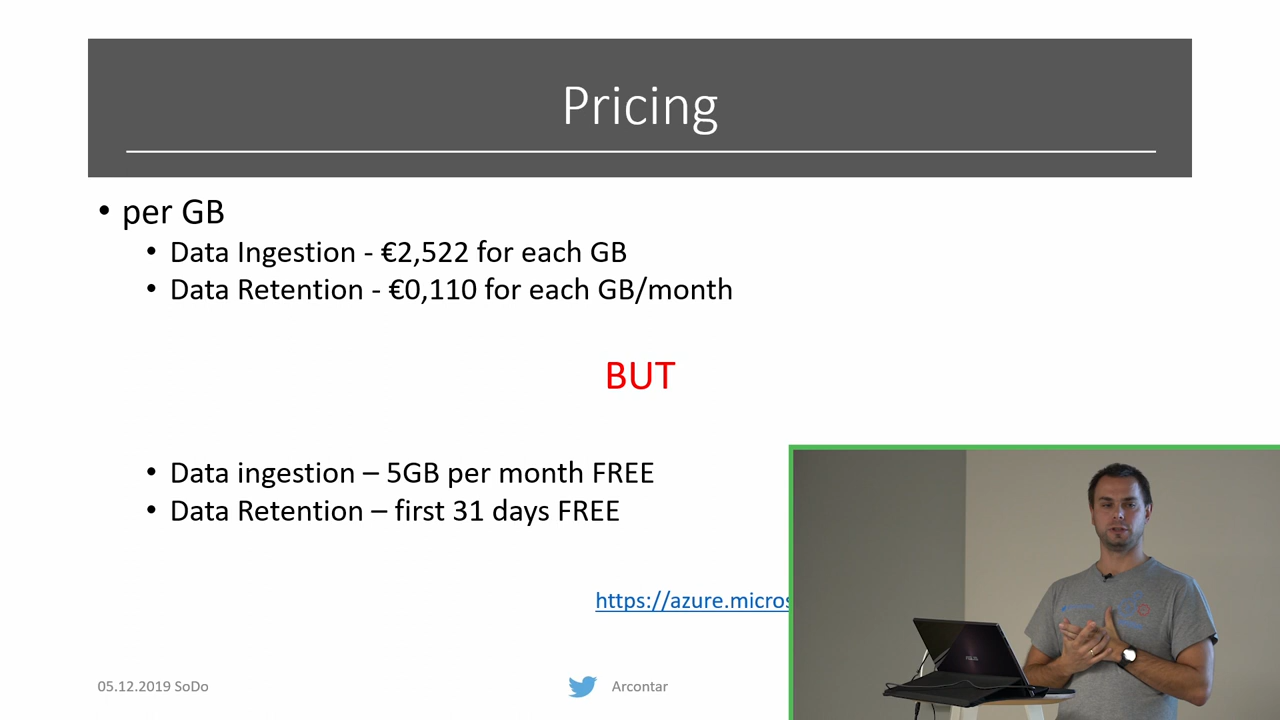 Pricing
• per GB
• Data Ingestion - €2,522 for each GB
• Data Retention - €0,110 for each GB/month
BUT
• Data ingestion – 5GB per month FREE
• Data Retention – first 31 days FREE
https://azure.micros
05.12.2019 SoDo
Arcontar